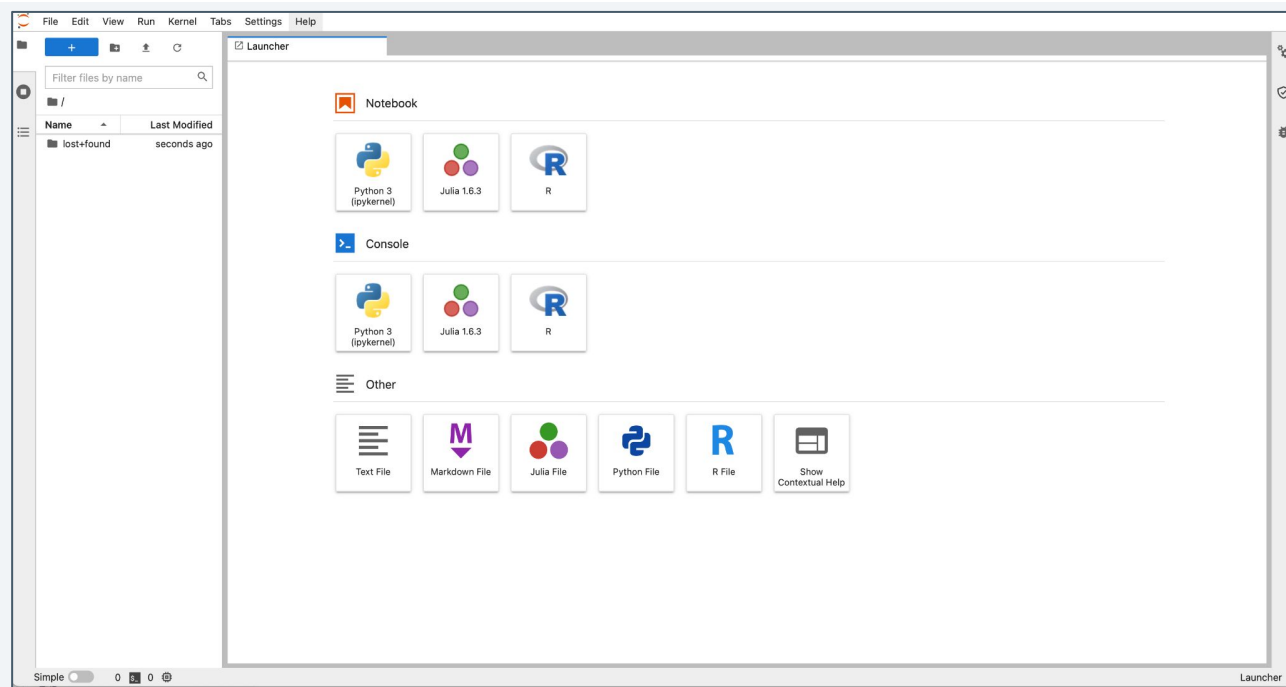 File Edit View Run Kernel Tabs Settings Help
+
Filter files by name
/
Name Last Modified
lost+found seconds ago
Launcher
Notebook
Python 3
(ipykernel)
Julia 1.6.3
R
Console
Python 3
(ipykernel)
Julia 1.6.3
R
Other
Text File
M
Markdown File
Julia File
Python File
R
R File
Show
Contextual Help
Simple 0 0
Launcher